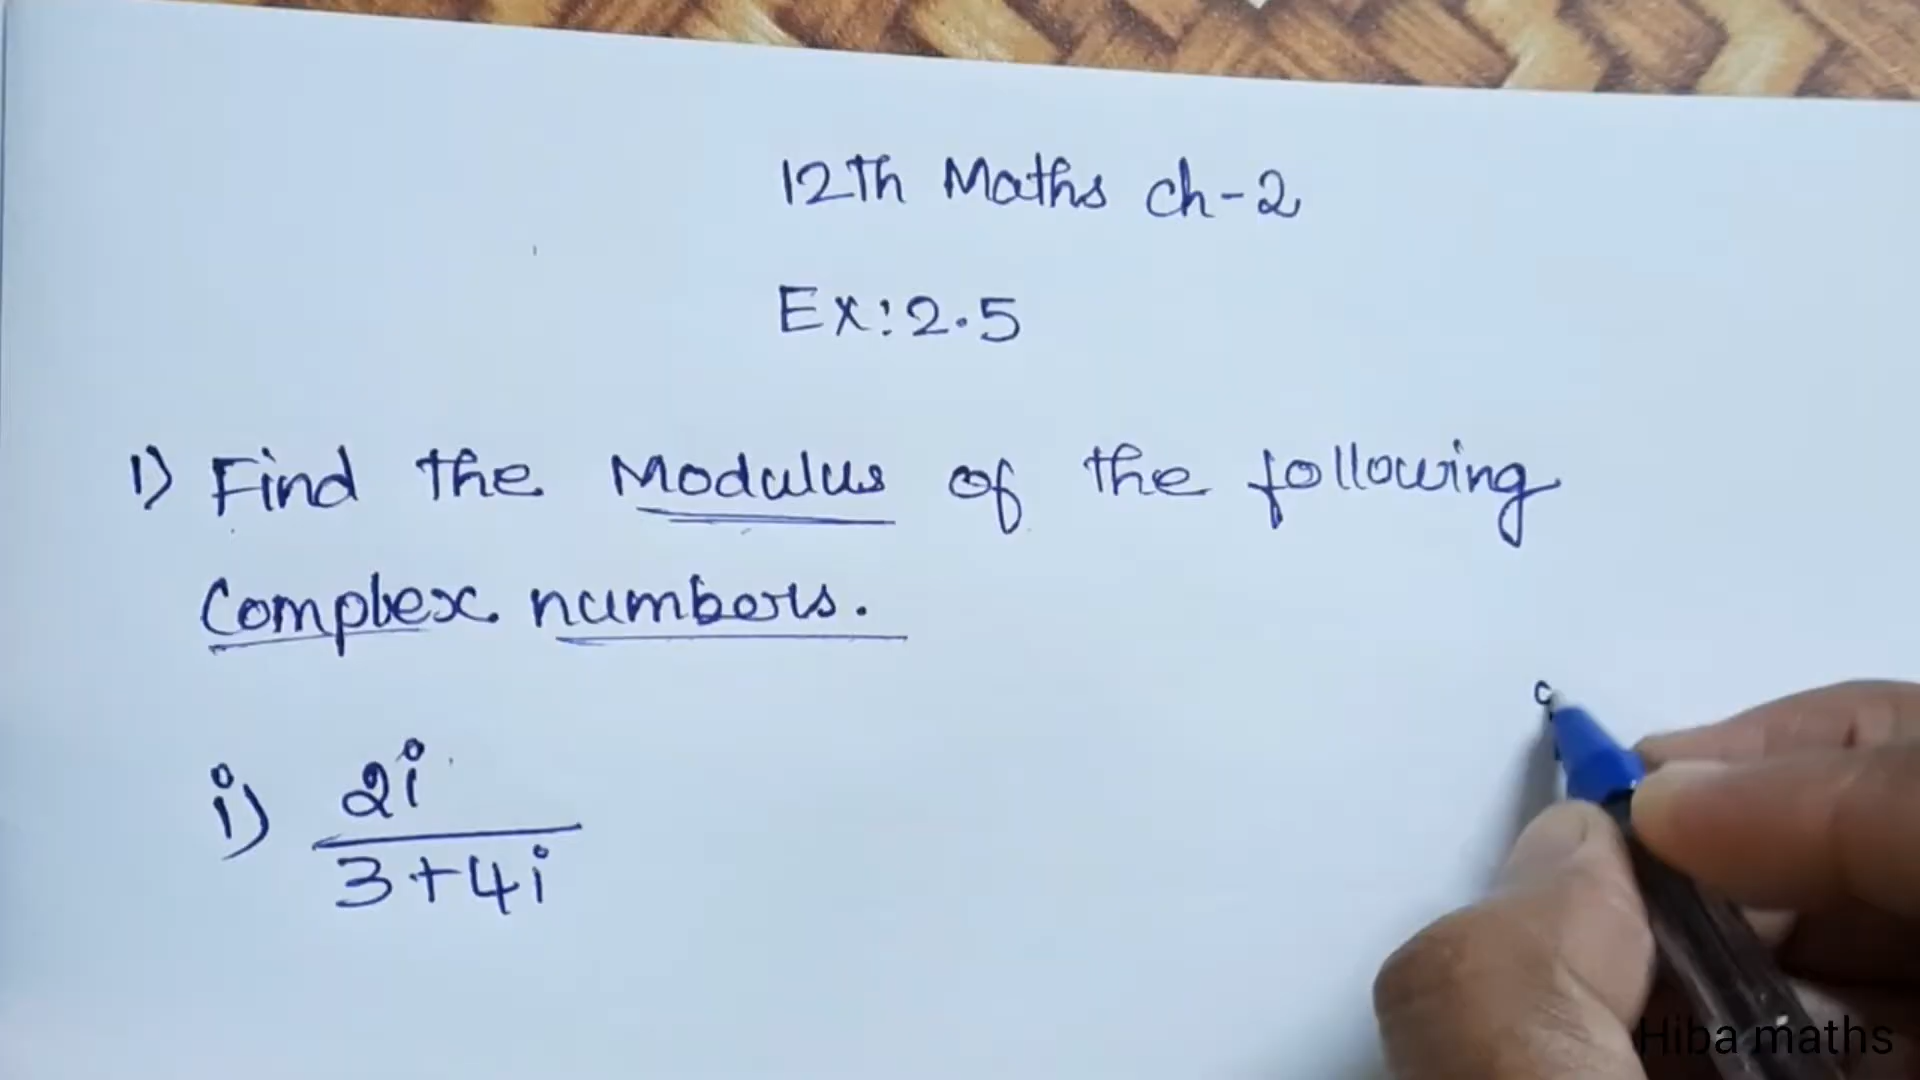 12Th Maths ch-2
Ex: 2.5
1) Find the Modulus of the following
Complex numbers.
i) 2i
3+4i
Hiba maths